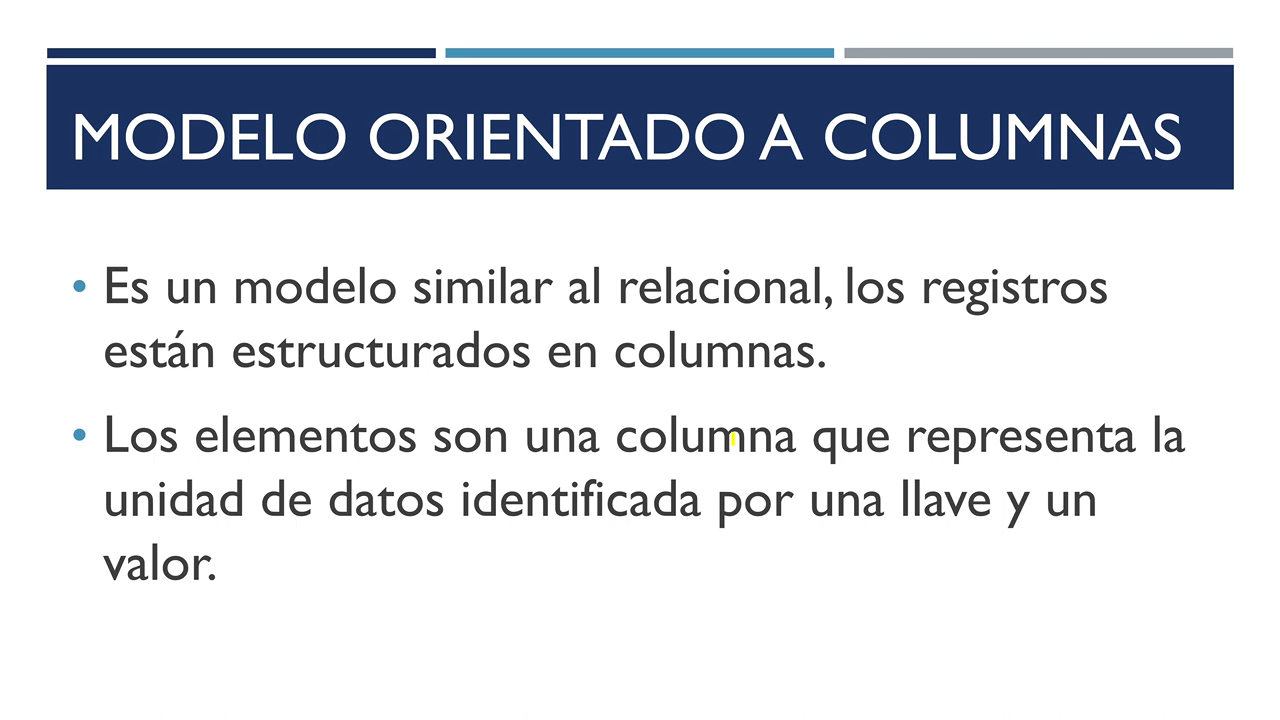 MODELO ORIENTADO A COLUMNAS
• Es un modelo similar al relacional, los registros
están estructurados en columnas.
• Los elementos son una columna que representa la
unidad de datos identificada por una llave y un
valor.